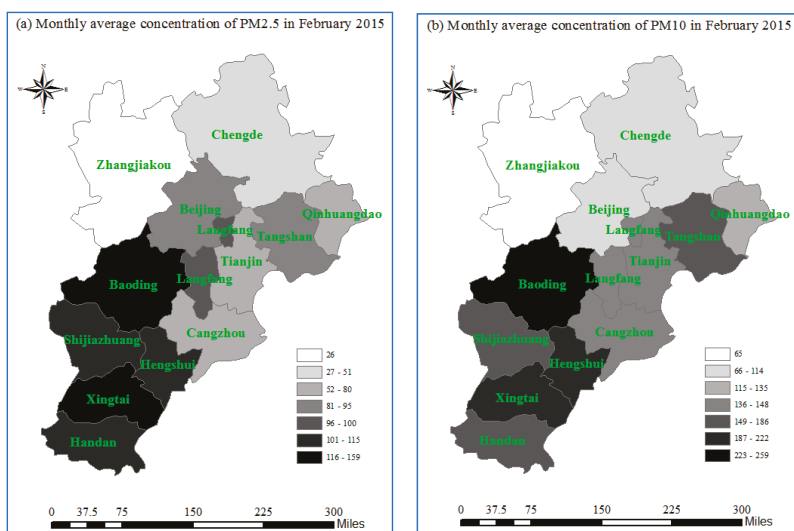 (a) Monthly average concentration of PM2.5 in February 2015
N
W
E
S
Chengde
Zhangjiakou
Beijing
Qinhuangdao
Langfang
Tangshan
Tianjin
Baoding
Langfang
Cangzhou
Shijiazhuang
Hengshui
Xingtai
Handan
26
27 - 51
52 - 80
81 - 95
96 - 100
101 - 115
116 - 159
0 37.5 75 150 225 300
Miles
(b) Monthly average concentration of PM10 in February 2015
N
W
E
S
Chengde
Zhangjiakou
Beijing
Qinhuangdao
Langfang
Tangshan
Tianjin
Langfang
Baoding
Cangzhou
Shijiazhuang
Hengshui
Xingtai
Handan
65
66 - 114
115 - 135
136 - 148
149 - 186
187 - 222
223 - 259
0 37.5 75 150 225 300
Miles